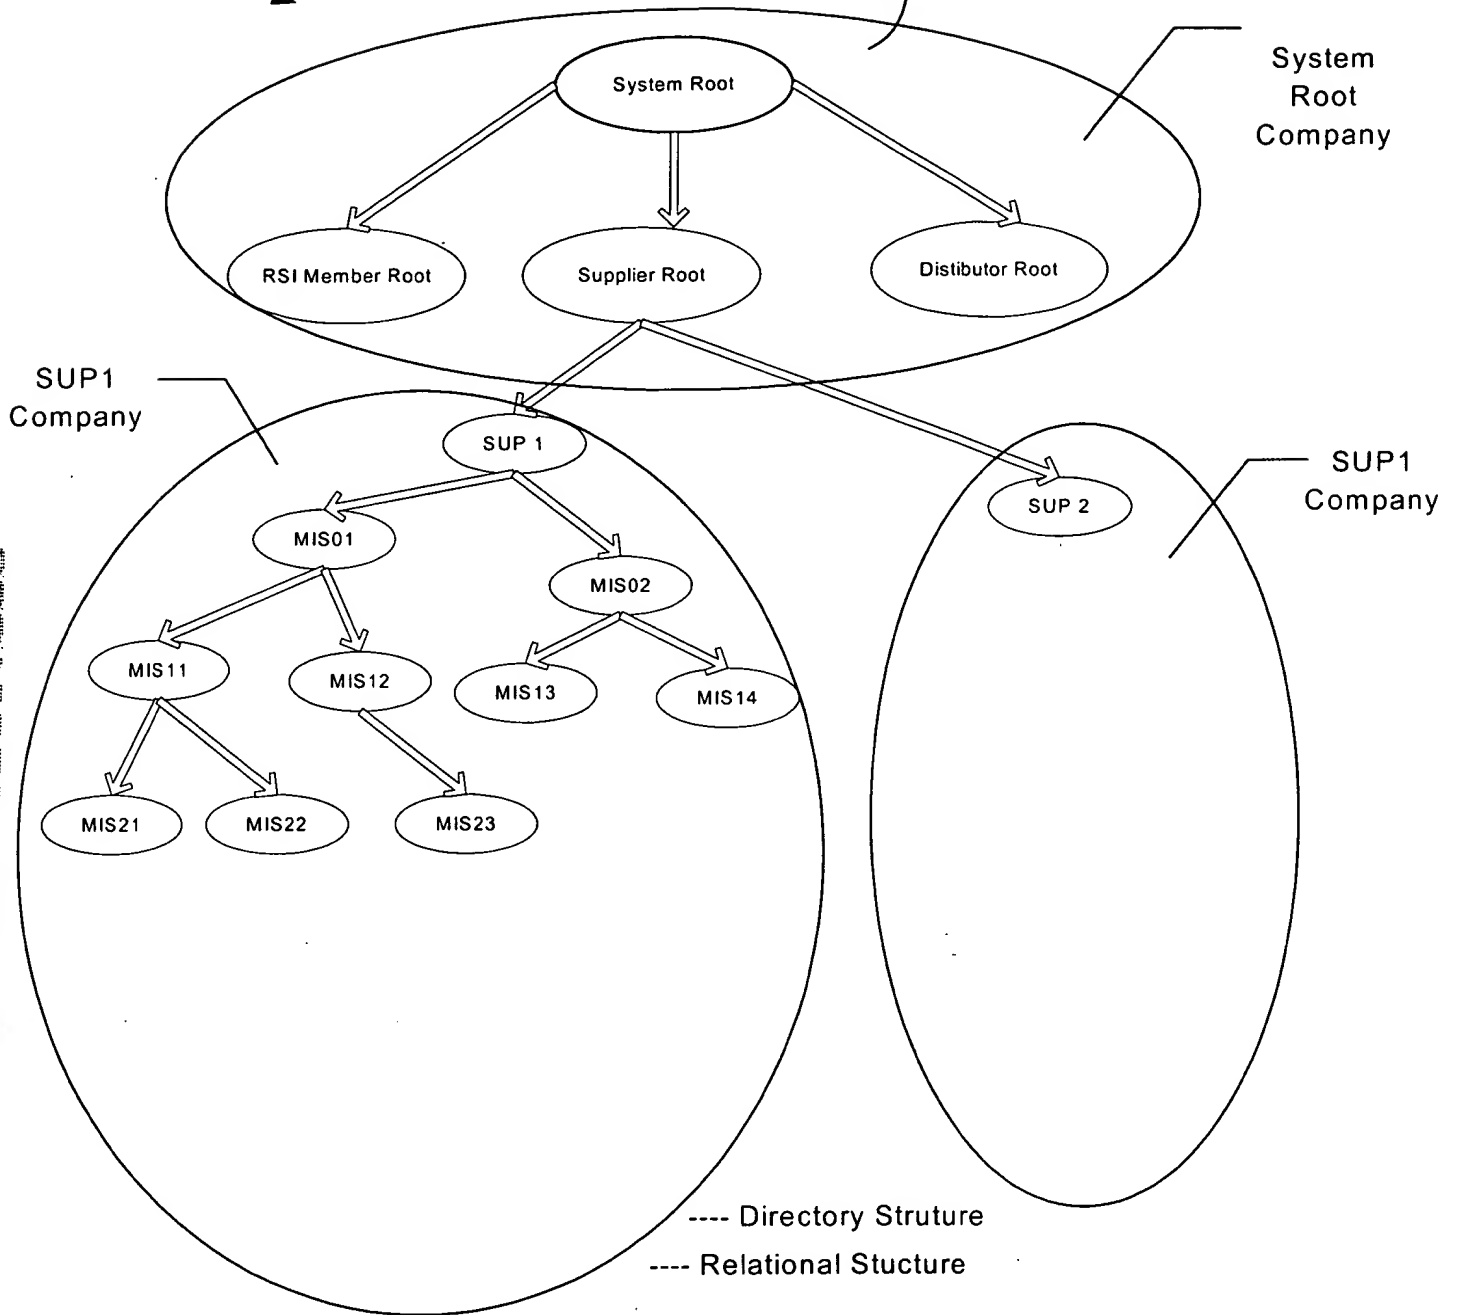 System Root
System
Root
Company
RSI Member Root
Supplier Root
Distibutor Root
SUP1
Company
SUP 1
SUP1
Company
SUP 2
MIS01
MIS02
MIS11
MIS12
MIS13
MIS14
MIS21
MIS22
MIS23
---- Directory Struture
---- Relational Stucture